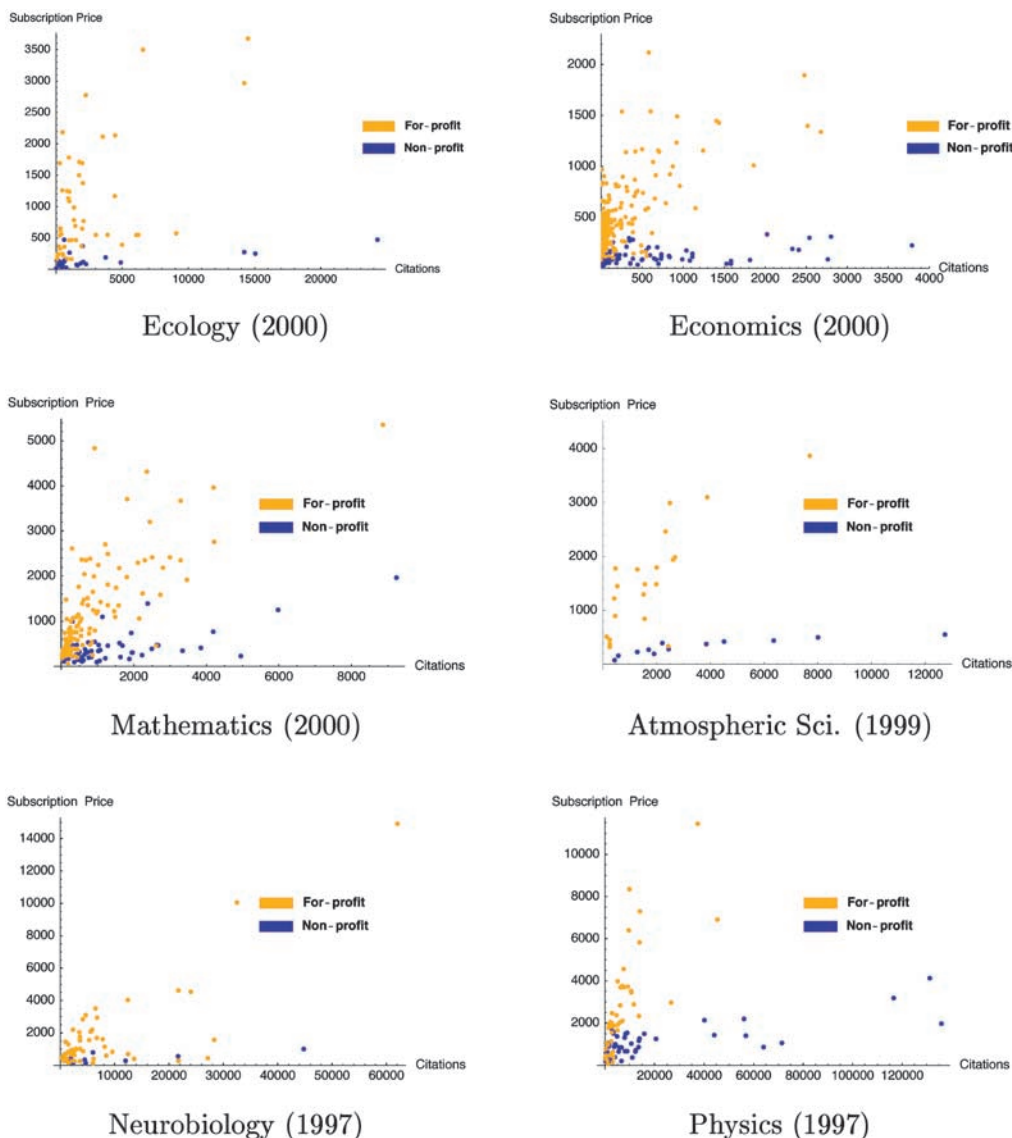 Subscription Price
3500
3000
2500
2000
1500
1000
500
For-profit
Non-profit
5000 10000 15000 20000
Citations
Ecology (2000)
Subscription Price
2000
1500
1000
500
For-profit
Non-profit
500 1000 1500 2000 2500 3000 3500 4000
Citations
Economics (2000)
Subscription Price
5000
4000
3000
2000
1000
For-profit
Non-profit
2000 4000 6000 8000
Citations
Mathematics (2000)
Subscription Price
4000
3000
2000
1000
For-profit
Non-profit
2000 4000 6000 8000 10000 12000
Citations
Atmospheric Sci. (1999)
Subscription Price
14000
12000
10000
8000
6000
4000
2000
For-profit
Non-profit
10000 20000 30000 40000 50000 60000
Citations
Neurobiology (1997)
Subscription Price
10000
8000
6000
4000
2000
For-profit
Non-profit
20000 40000 60000 80000 100000 120000
Citations
Physics (1997)